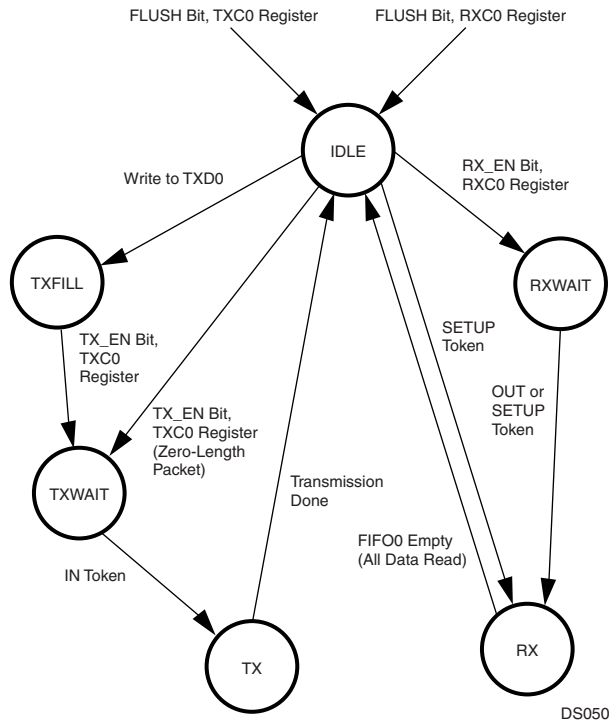 FLUSH Bit, TXC0 Register
FLUSH Bit, RXC0 Register
IDLE
Write to TXD0
RX_EN Bit,
RXC0 Register
TXFILL
RXWAIT
TX_EN Bit,
TXC0
Register
SETUP
Token
OUT or
SETUP
Token
TX_EN Bit,
TXC0 Register
(Zero-Length
Packet)
TXWAIT
Transmission
Done
FIFO0 Empty
(All Data Read)
IN Token
TX
RX
DS050